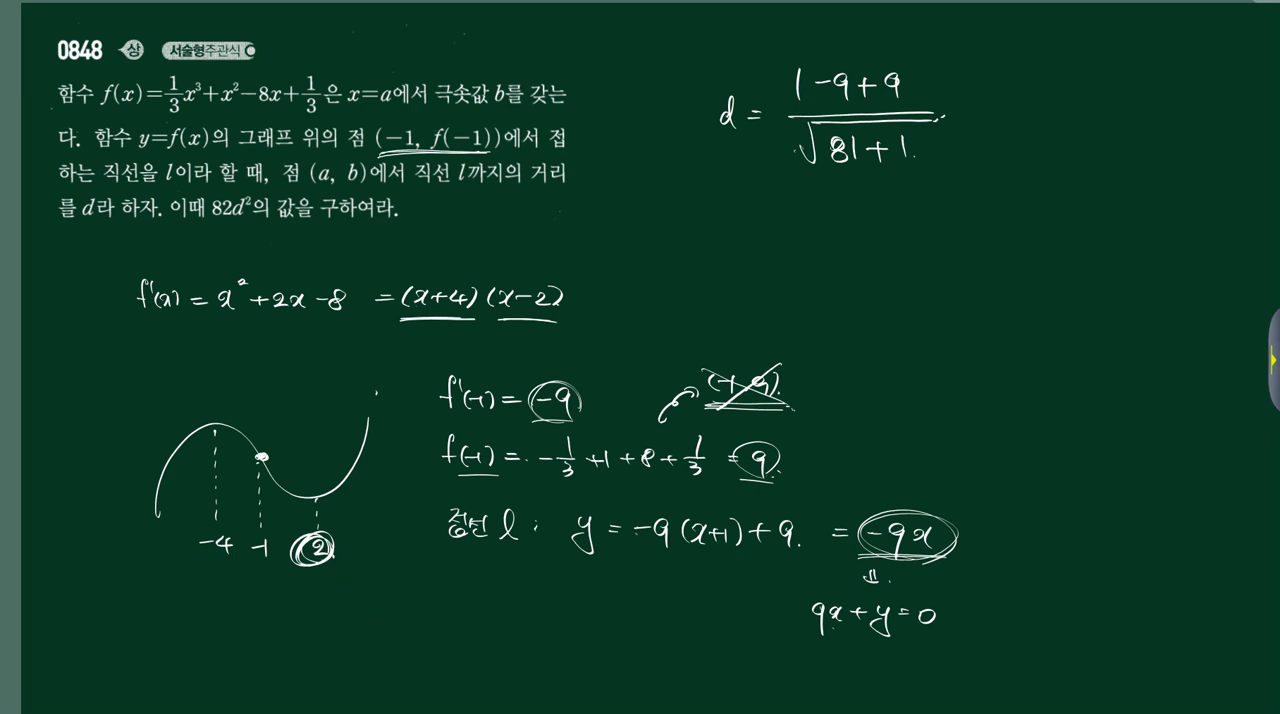 0848 상 서술형주관식
함수 f(x)=1/3x³+x²-8x+1/3은 x=a에서 극솟값 b를 갖는
다. 함수 y=f(x)의 그래프 위의 점 (-1, f(-1))에서 접
하는 직선을 l이라 할 때, 점 (a, b)에서 직선 l까지의 거리
를 d라 하자. 이때 82d²의 값을 구하여라.
d = |-9+9 / √81+1
f'(x) = x²+2x-8 = (x+4)(x-2)
f'(-1) = -9
f(-1) = -1/3+1+8+1/3 = 9
접선 l : y = -9(x+1)+9 = -9x
⇓
9x+y=0
-4 -1 2